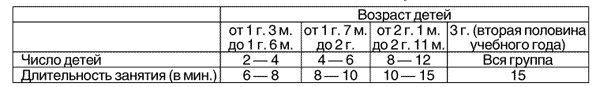 Возраст детей
от 1 г. 3 м. от 1 г. 7 м. от 2 г. 1 м. 3 г. (вторая половина
до 1 г. 6 м. до 2 г. до 2 г. 11 м. учебного года)
Число детей 2 — 4 4 — 6 8 — 12 Вся группа
Длительность занятия (в мин.) 6 — 8 8 — 10 10 — 15 15